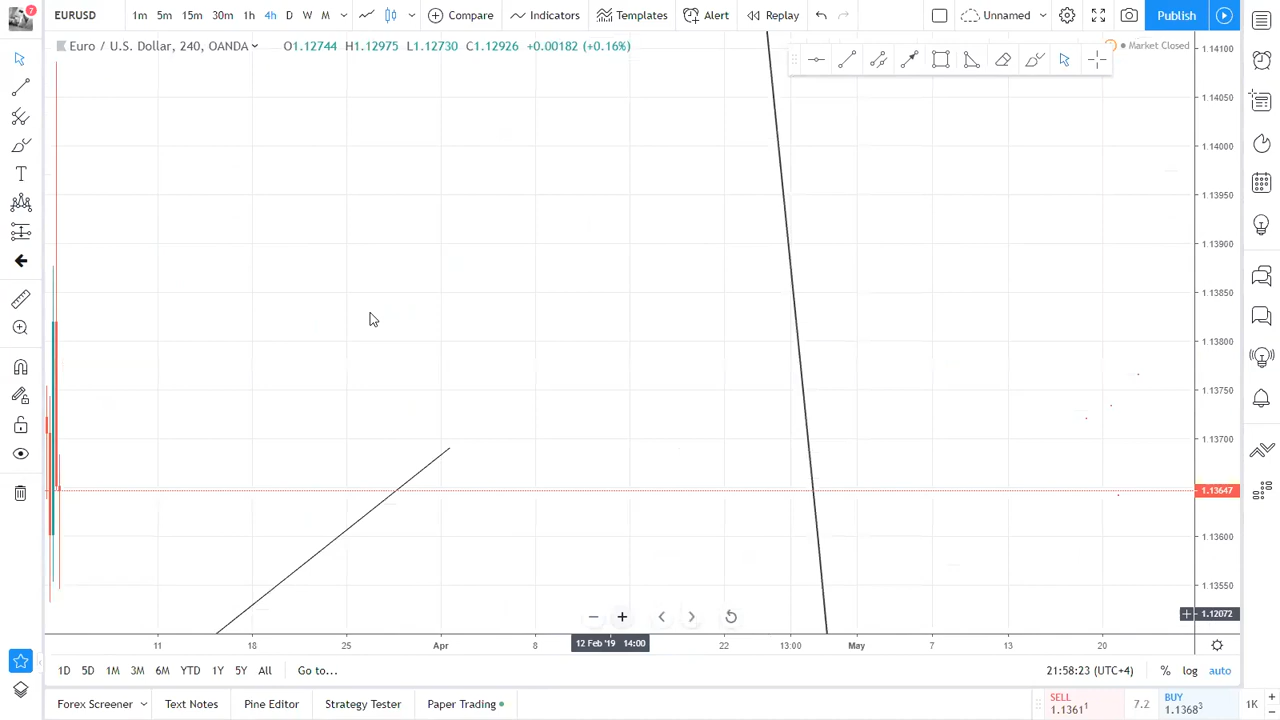 7 EURUSD 1m 5m 15m 30m 1h 4h D W M Compare Indicators Templates Alert Replay Unnamed Publish
Euro / U.S. Dollar, 240, OANDA O1.12744 H1.12975 L1.12730 C1.12926 +0.00182 (+0.16%) Market Closed
1.14100
1.14050
1.14000
1.13950
1.13900
1.13850
1.13800
1.13750
1.13700
1.13647
1.13600
1.13550
1.12072
11 18 25 Apr 8 12 Feb '19 14:00 22 13:00 May 7 13 20
1D 5D 1M 3M 6M YTD 1Y 5Y All Go to... 21:58:23 (UTC+4) % log auto
Forex Screener Text Notes Pine Editor Strategy Tester Paper Trading SELL 1.1361¹ 7.2 BUY 1.1368³ 1K